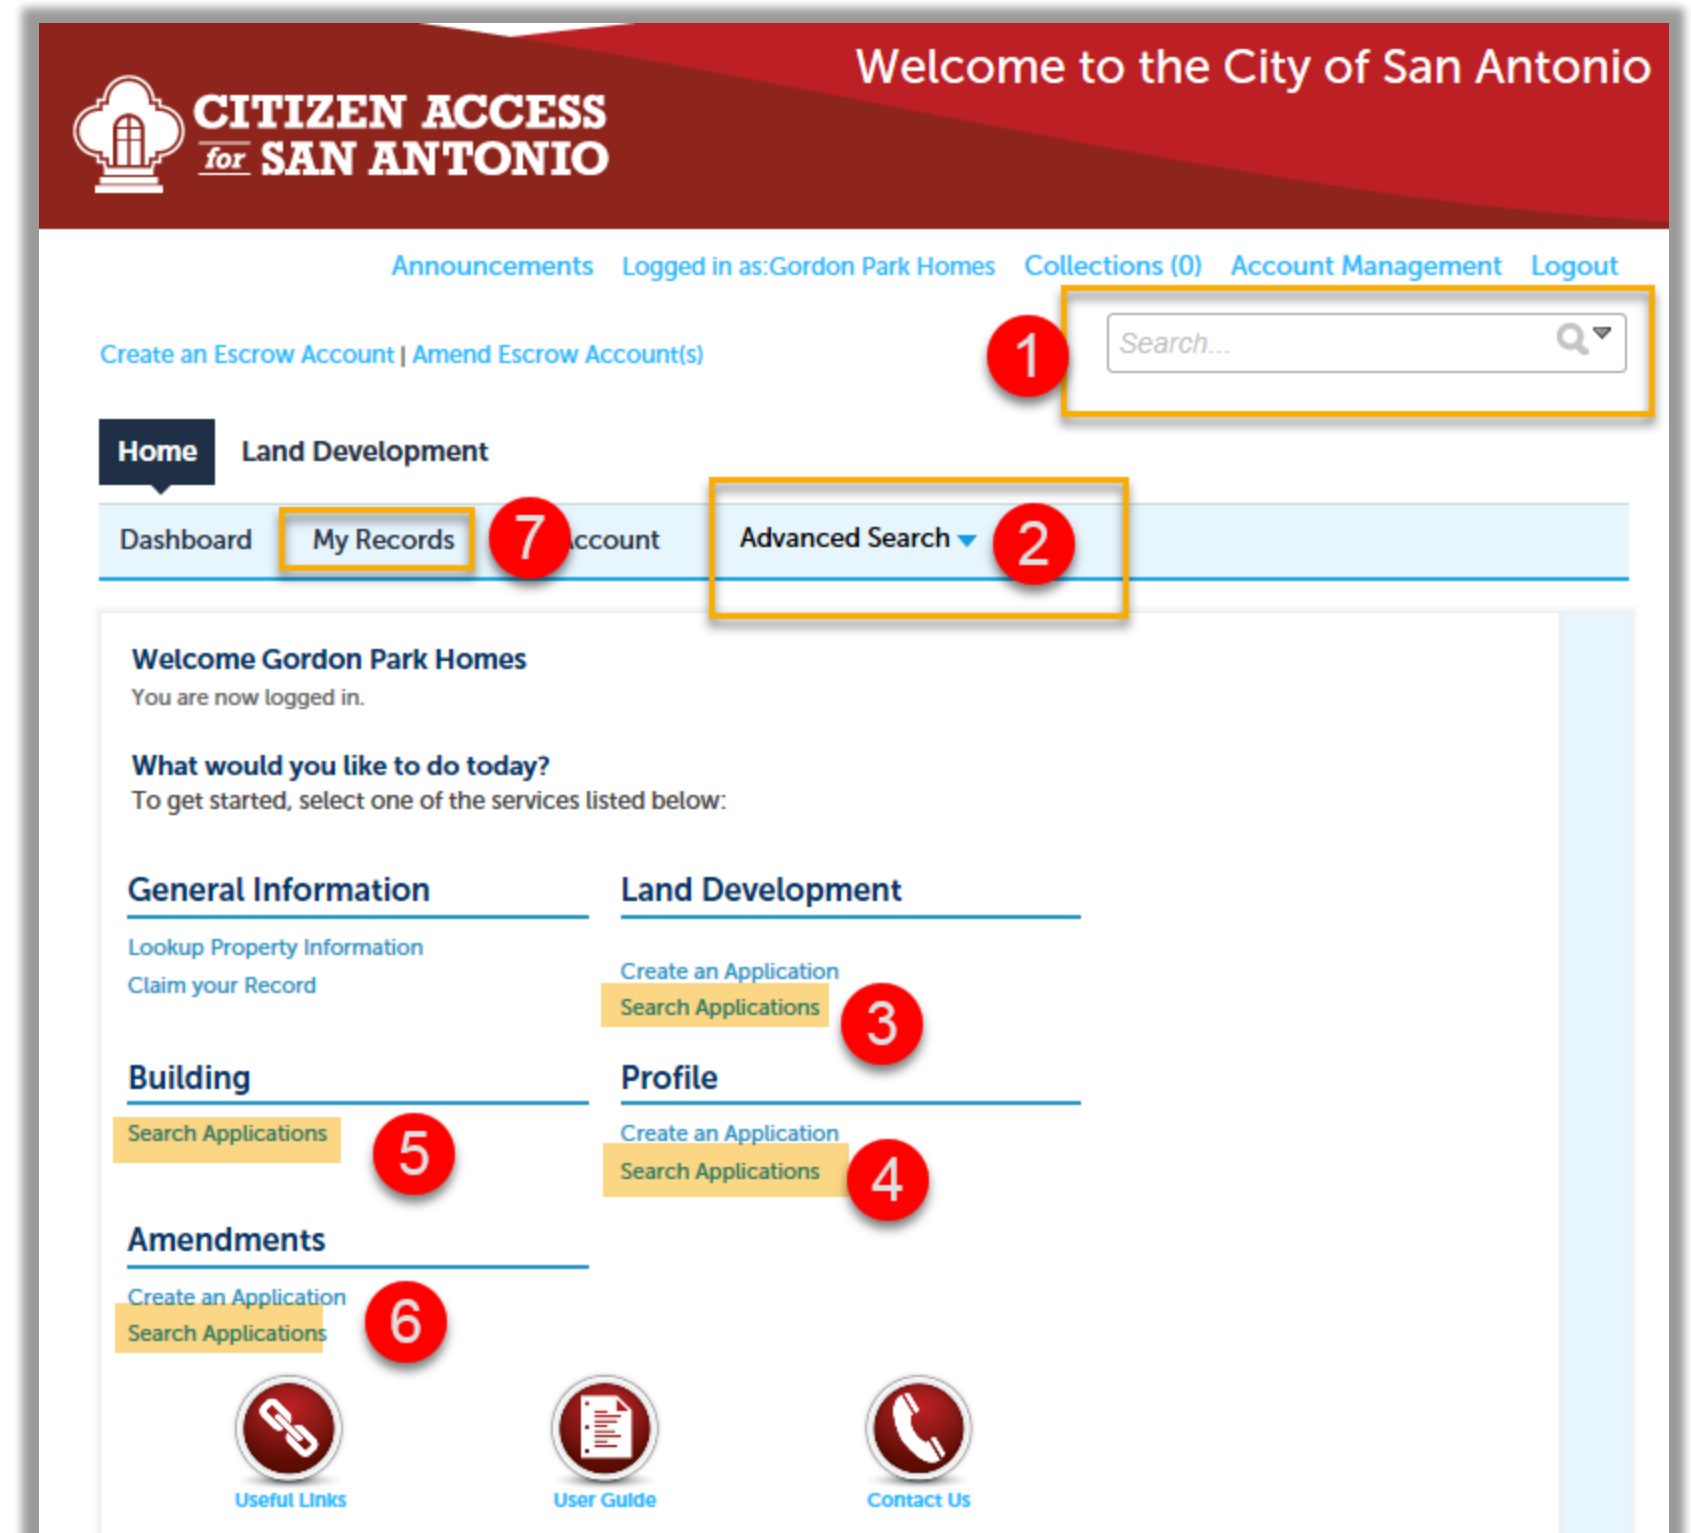 Welcome to the City of San Antonio
CITIZEN ACCESS
for SAN ANTONIO
Announcements Logged in as:Gordon Park Homes Collections (0) Account Management Logout
Create an Escrow Account | Amend Escrow Account(s)
1 Search...
Home Land Development
Dashboard My Records 7 ccount Advanced Search 2
Welcome Gordon Park Homes
You are now logged in.
What would you like to do today?
To get started, select one of the services listed below:
General Information
Lookup Property Information
Claim your Record
Land Development
Create an Application
Search Applications 3
Building
Search Applications 5
Profile
Create an Application
Search Applications 4
Amendments
Create an Application
Search Applications 6
Useful Links User Guide Contact Us